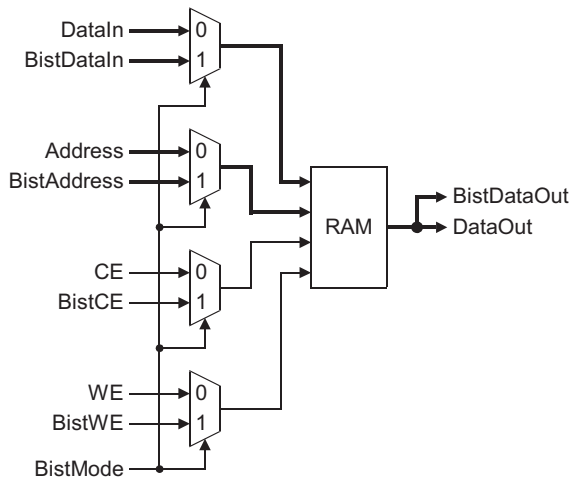 DataIn
0
BistDataIn
1
Address
0
BistAddress
1
RAM
BistDataOut
DataOut
CE
0
BistCE
1
WE
0
BistWE
1
BistMode